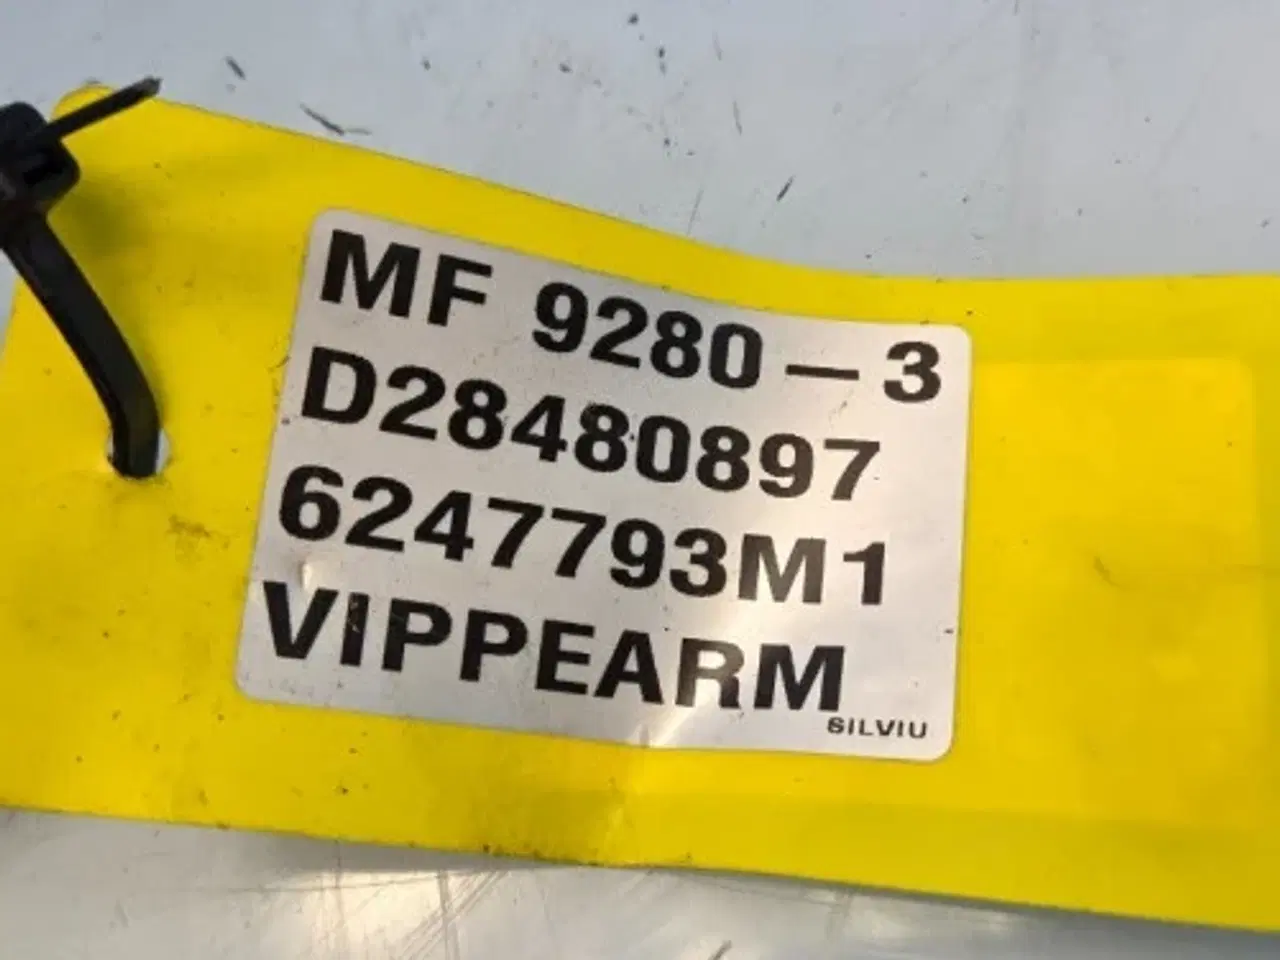 MF 9280 – 3
D28480897
6247793M1
VIPPEARM
SILVIU